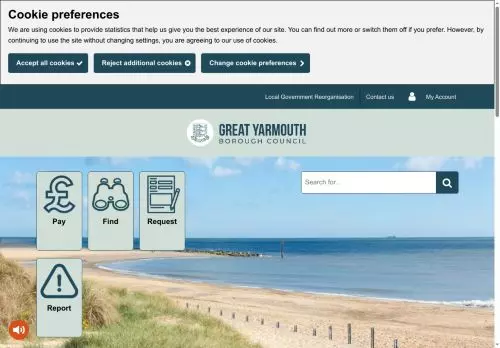 Cookie preferences
We are using cookies to provide statistics that help us give you the best experience of our site. You can find out more or switch them off if you prefer. However, by
continuing to use the site without changing settings, you are agreeing to our use of cookies.
Accept all cookies
Reject additional cookies
Change cookie preferences
Local Government Reorganisation
Contact us
My Account
GREAT YARMOUTH
BOROUGH COUNCIL
Pay
Find
Request
Search for...
Report